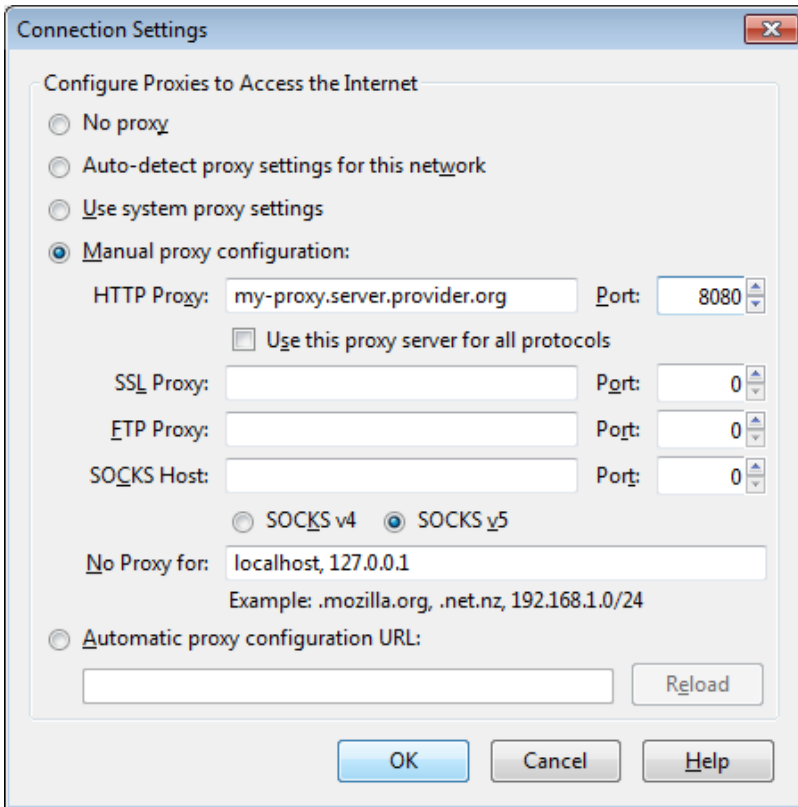 Connection Settings
Configure Proxies to Access the Internet
No proxy
Auto-detect proxy settings for this network
Use system proxy settings
Manual proxy configuration:
HTTP Proxy: my-proxy.server.provider.org Port: 8080
Use this proxy server for all protocols
SSL Proxy: Port: 0
FTP Proxy: Port: 0
SOCKS Host: Port: 0
SOCKS v4 SOCKS v5
No Proxy for: localhost, 127.0.0.1
Example: .mozilla.org, .net.nz, 192.168.1.0/24
Automatic proxy configuration URL:
Reload
OK Cancel Help